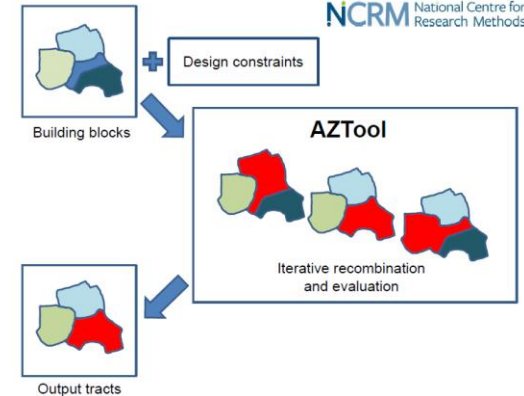 NCRM National Centre for
Research Methods
Design constraints
Building blocks
AZTool
Iterative recombination
and evaluation
Output tracts